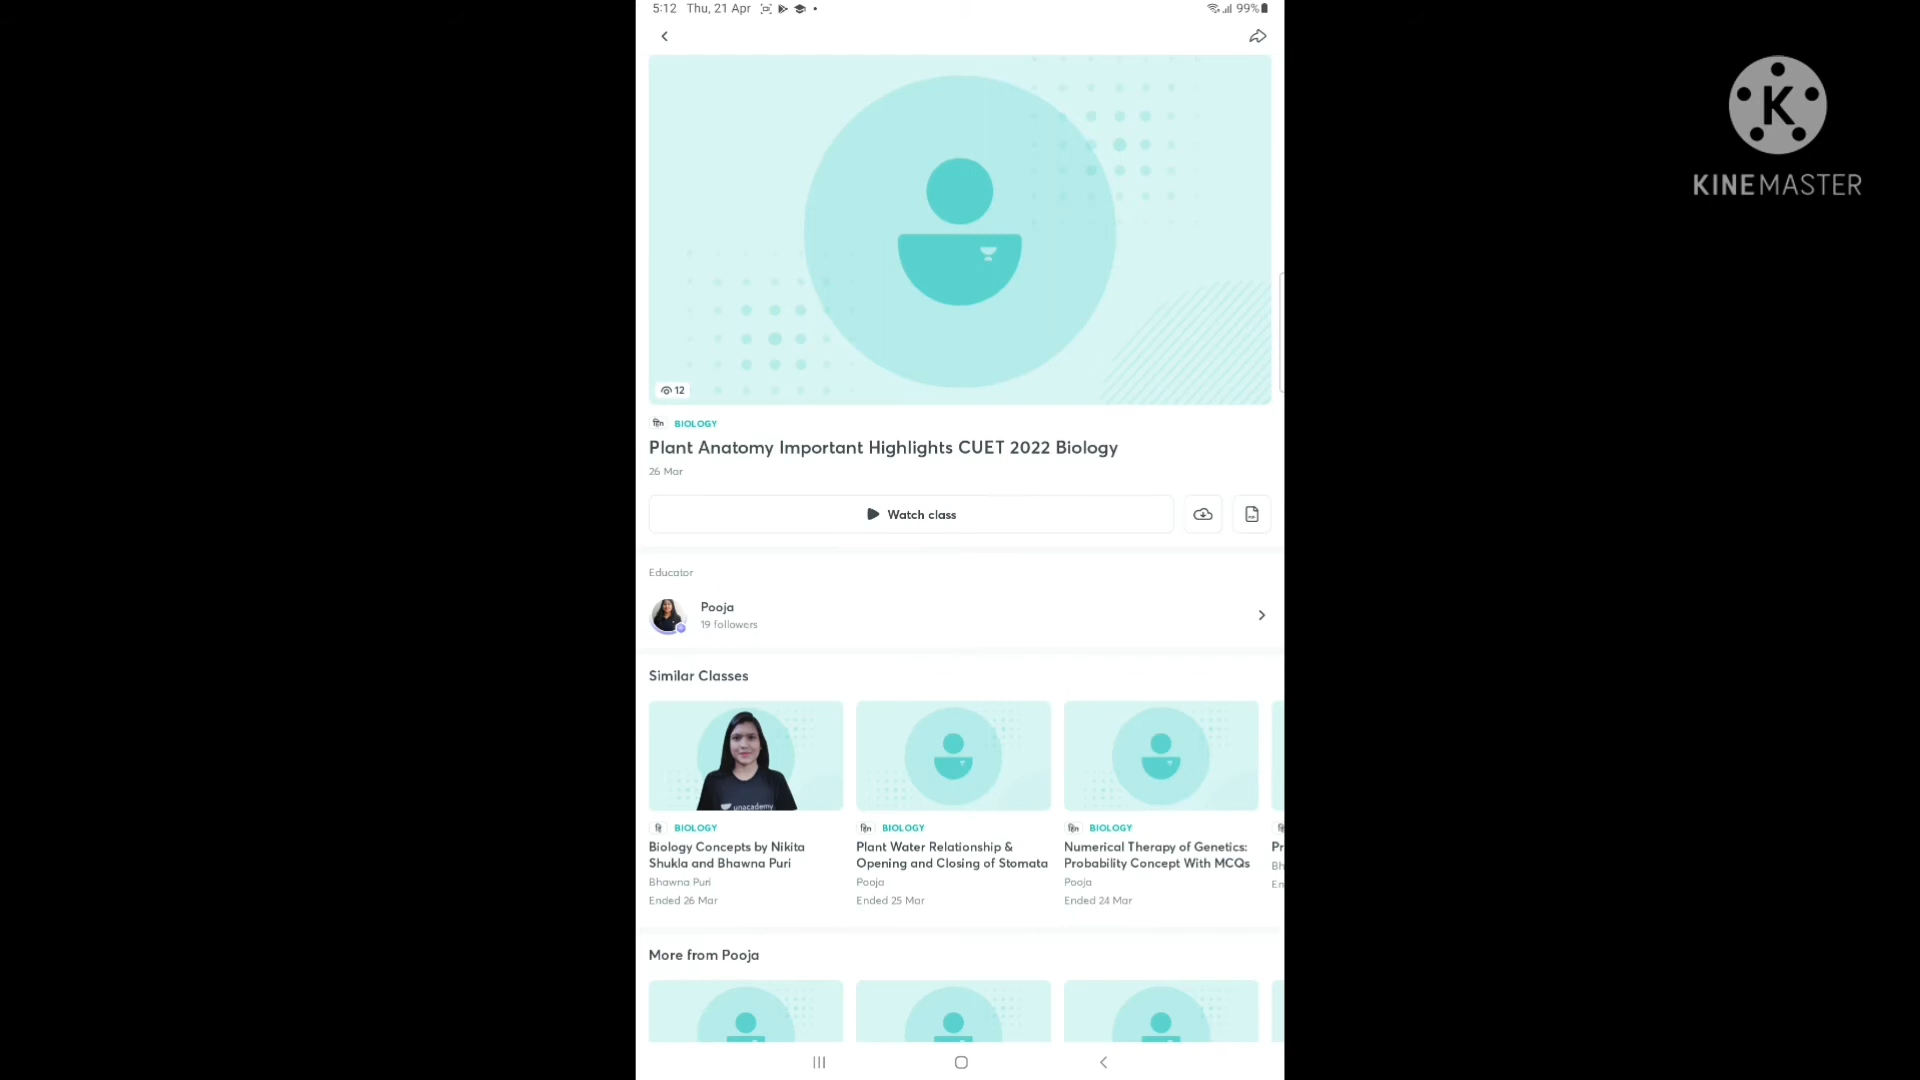 5:12 Thu, 21 Apr
99%
K
KINEMASTER
12
हिn BIOLOGY
Plant Anatomy Important Highlights CUET 2022 Biology
26 Mar
Watch class
Educator
Pooja
19 followers
Similar Classes
unacademy
हि BIOLOGY
Biology Concepts by Nikita
Shukla and Bhawna Puri
Bhawna Puri
Ended 26 Mar
हिn BIOLOGY
Plant Water Relationship &
Opening and Closing of Stomata
Pooja
Ended 25 Mar
हिn BIOLOGY
Numerical Therapy of Genetics:
Probability Concept With MCQs
Pooja
Ended 24 Mar
Pr
Bh
En
More from Pooja